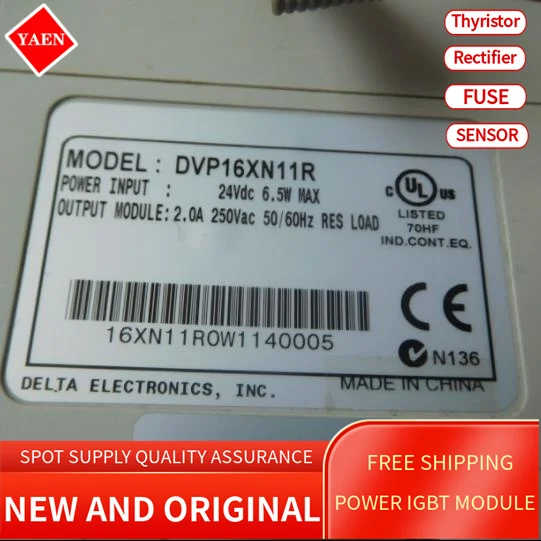 YAEN
Thyristor
Rectifier
FUSE
SENSOR
MODEL : DVP16XN11R
POWER INPUT : 24Vdc 6.5W MAX
OUTPUT MODULE: 2.0A 250Vac 50/60Hz RES LOAD
C UL US
LISTED
70HF
IND.CONT.EQ.
16XN11R0W1140005
CE
N136
DELTA ELECTRONICS, INC.
MADE IN CHINA
SPOT SUPPLY QUALITY ASSURANCE
NEW AND ORIGINAL
FREE SHIPPING
POWER IGBT MODULE